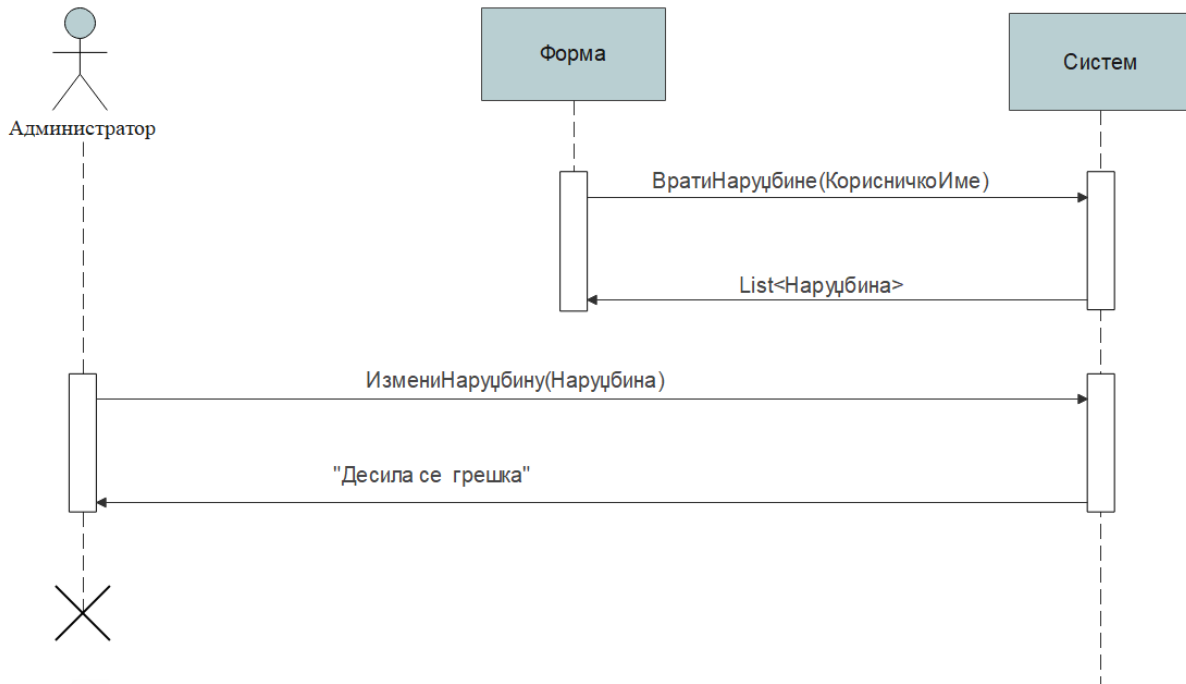 Форма
Систем
Администратор
ВратиНаруџбине(КорисничкоИме)
List<Наруџбина>
ИзмениНаруџбину(Наруџбина)
"Десила се  грешка"